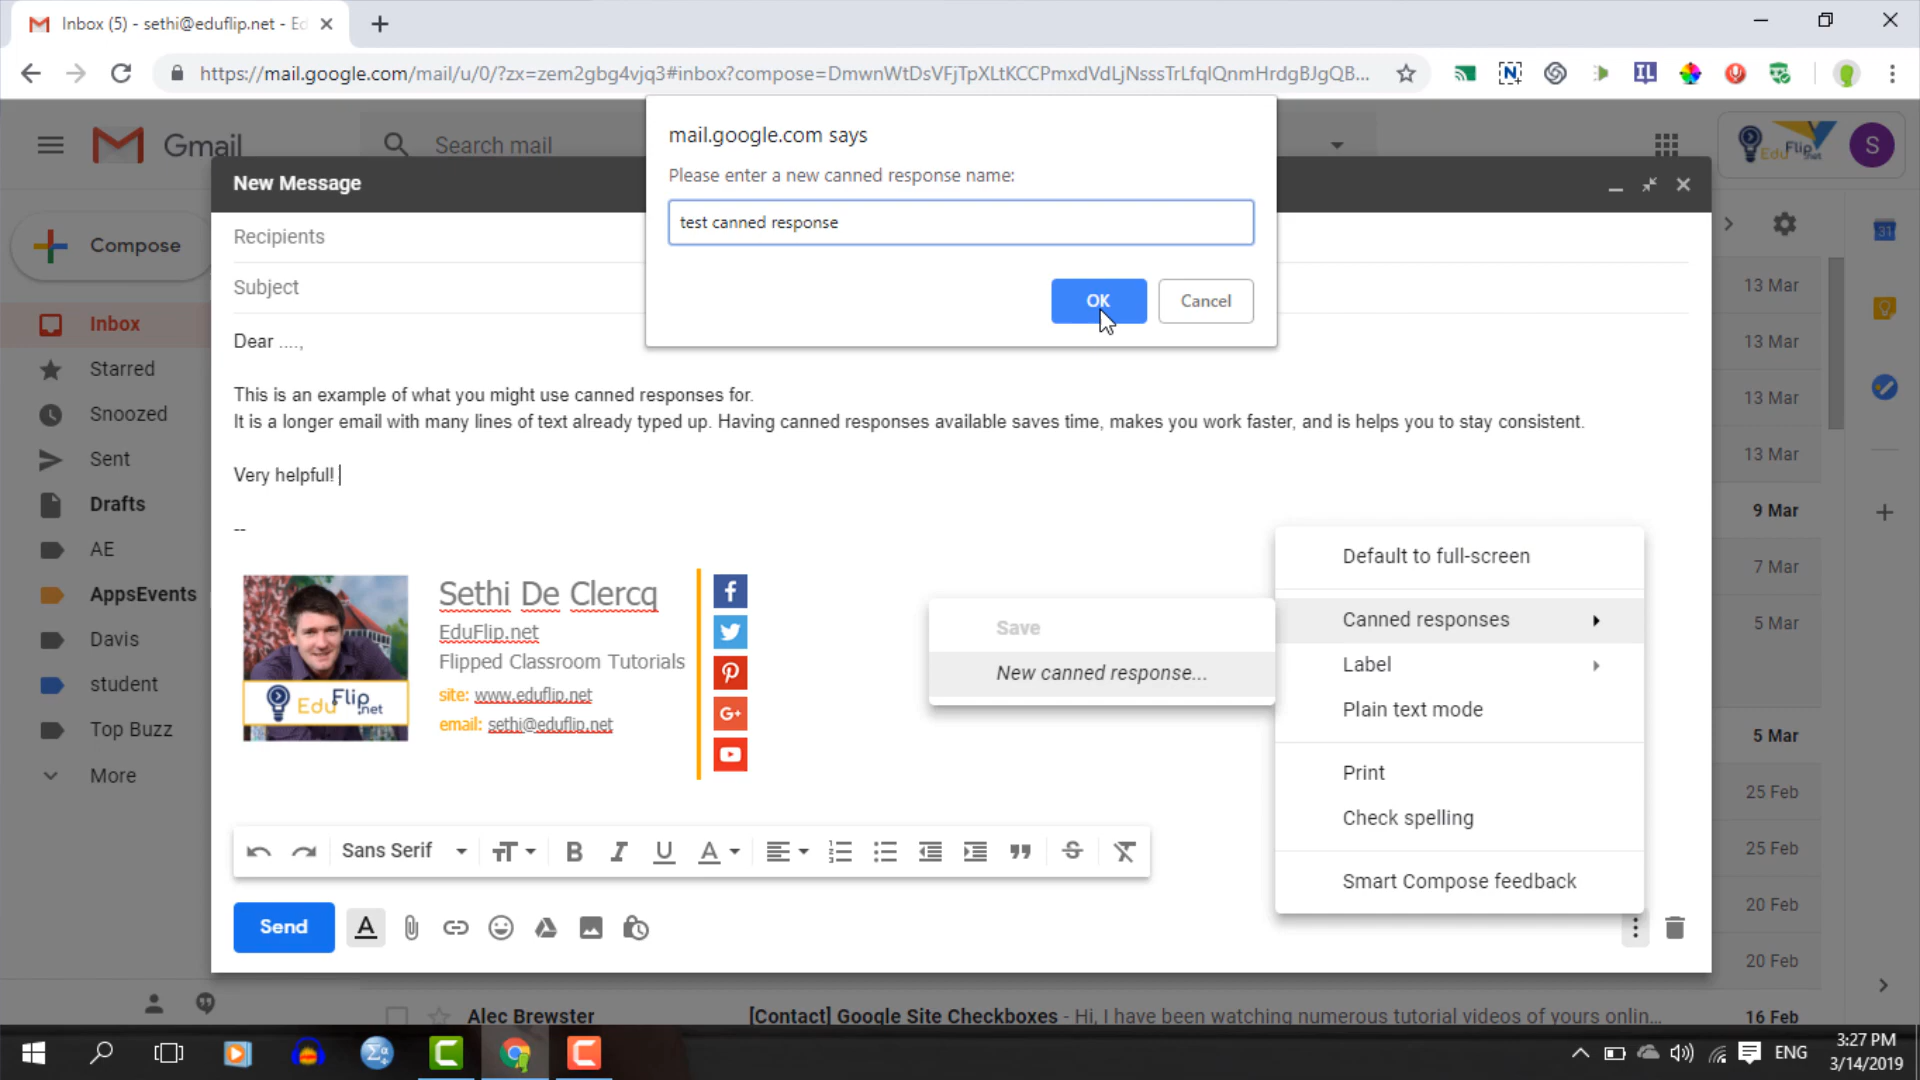 Inbox (5) - sethi@eduflip.net - Ed
https://mail.google.com/mail/u/0/?zx=zem2gbg4vjq3#inbox?compose=DmwnWtDsVFjTpXLtKCCPmxdVdLjNsssTrLfqlQnmHrdgBJgQB...
N
IL
Gmail
Search mail
EduFlip.net
S
mail.google.com says
Please enter a new canned response name:
test canned response
OK
Cancel
New Message
Recipients
Subject
Compose
Inbox
Starred
Snoozed
Sent
Drafts
AE
AppsEvents
Davis
student
Top Buzz
More
Dear ....,
This is an example of what you might use canned responses for.
It is a longer email with many lines of text already typed up. Having canned responses available saves time, makes you work faster, and is helps you to stay consistent.
Very helpful!
--
EduFlip.net
Sethi De Clercq
EduFlip.net
Flipped Classroom Tutorials
site: www.eduflip.net
email: sethi@eduflip.net
G+
Save
New canned response...
Default to full-screen
Canned responses
Label
Plain text mode
Print
Check spelling
Smart Compose feedback
Sans Serif
B
I
U
A
Send
A
31
13 Mar
13 Mar
13 Mar
13 Mar
9 Mar
7 Mar
5 Mar
5 Mar
25 Feb
25 Feb
20 Feb
20 Feb
Alec Brewster
[Contact] Google Site Checkboxes - Hi, I have been watching numerous tutorial videos of yours onlin...
16 Feb
ENG
3:27 PM
3/14/2019